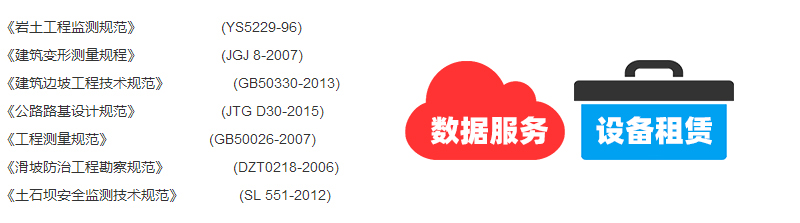 《岩土工程监测规范》 (YS5229-96)
《建筑变形测量规程》 (JGJ 8-2007)
《建筑边坡工程技术规范》 (GB50330-2013)
《公路路基设计规范》 (JTG D30-2015)
《工程测量规范》 (GB50026-2007)
《滑坡防治工程勘察规范》 (DZT0218-2006)
《土石坝安全监测技术规范》 (SL 551-2012)
数据服务
设备租赁